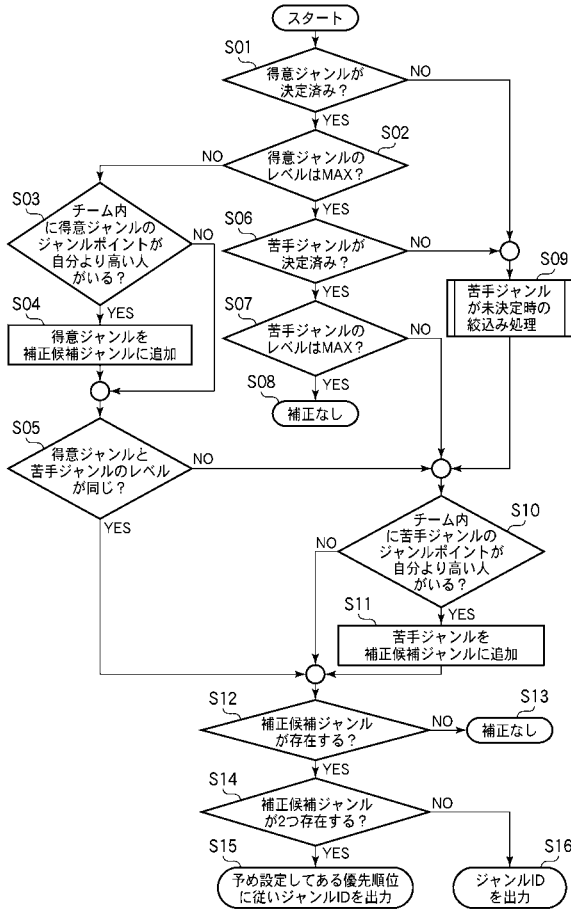 スタート
S01
得意ジャンルが
決定済み？
NO
YES
S02
得意ジャンルの
レベルはMAX？
NO
YES
S03
チーム内
に得意ジャンルの
ジャンルポイントが
自分より高い人
がいる？
NO
YES
S06
苦手ジャンルが
決定済み？
NO
YES
S09
苦手ジャンル
が未決定時の
絞込み処理
S04
得意ジャンルを
補正候補ジャンルに追加
S07
苦手ジャンルの
レベルはMAX？
NO
YES
S08
補正なし
S05
得意ジャンルと
苦手ジャンルのレベル
が同じ？
NO
YES
S10
チーム内
に苦手ジャンルの
ジャンルポイントが
自分より高い人
がいる？
NO
YES
S11
苦手ジャンルを
補正候補ジャンルに追加
S12
補正候補ジャンル
が存在する？
NO
YES
S13
補正なし
S14
補正候補ジャンル
が2つ存在する？
NO
YES
S15
予め設定してある優先順位
に従いジャンルIDを出力
S16
ジャンルID
を出力